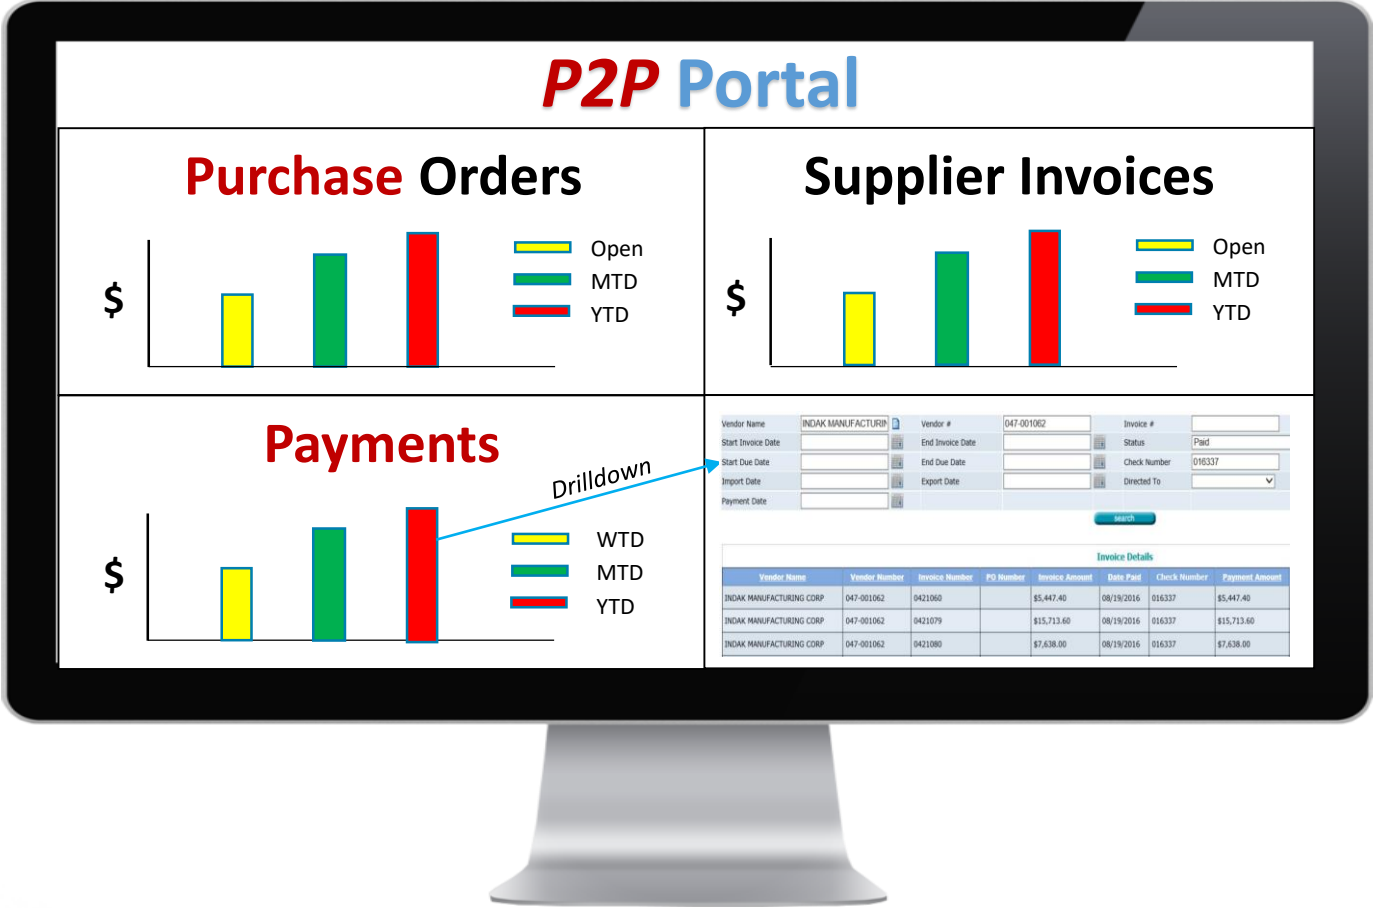 P2P Portal
Purchase Orders
$
Open
MTD
YTD
Supplier Invoices
$
Open
MTD
YTD
Payments
$
Drilldown
WTD
MTD
YTD
Vendor Name INDAK MANUFACTURIN Vendor # 047-001062 Invoice #
Start Invoice Date End Invoice Date Status Paid
Start Due Date End Due Date Check Number 016337
Import Date Export Date Directed To
Payment Date
search
Invoice Details
Vendor Name Vendor Number Invoice Number PO Number Invoice Amount Date Paid Check Number Payment Amount
INDAK MANUFACTURING CORP 047-001062 0421060 $5,447.40 08/19/2016 016337 $5,447.40
INDAK MANUFACTURING CORP 047-001062 0421079 $15,713.60 08/19/2016 016337 $15,713.60
INDAK MANUFACTURING CORP 047-001062 0421080 $7,638.00 08/19/2016 016337 $7,638.00